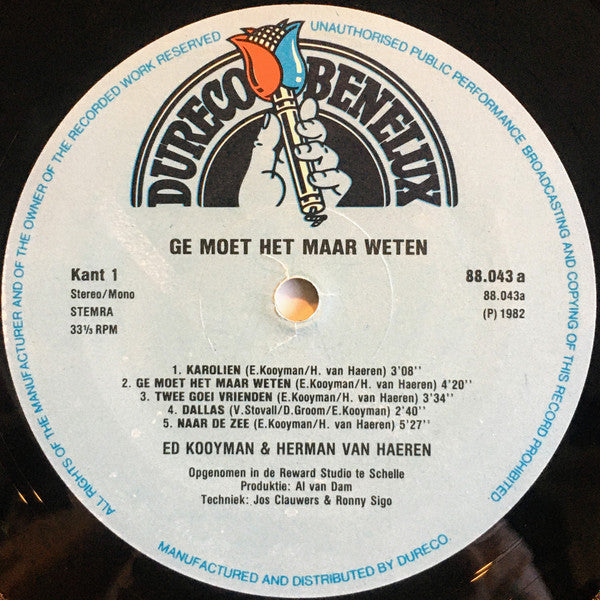 ALL RIGHTS OF THE MANUFACTURER AND OF THE OWNER OF THE RECORDED WORK RESERVED
UNAUTHORISED PUBLIC PERFORMANCE BROADCASTING AND COPYING OF THIS RECORD PROHIBITED
DURECO BENELUX
GE MOET HET MAAR WETEN
Kant 1
Stereo/Mono
STEMRA
33⅓ RPM
88.043 a
88.043a
(P) 1982
1. KAROLIEN (E.Kooyman/H. van Haeren) 3'08''
2. GE MOET HET MAAR WETEN (E.Kooyman/H. van Haeren) 4'20''
3. TWEE GOEI VRIENDEN (E.Kooyman/H. van Haeren) 3'34''
4. DALLAS (V.Stovall/D.Groom/E.Kooyman) 2'40''
5. NAAR DE ZEE (E.Kooyman/H. van Haeren) 5'27''
ED KOOYMAN & HERMAN VAN HAEREN
Opgenomen in de Reward Studio te Schelle
Produktie: Al van Dam
Techniek: Jos Clauwers & Ronny Sigo
MANUFACTURED AND DISTRIBUTED BY DURECO.